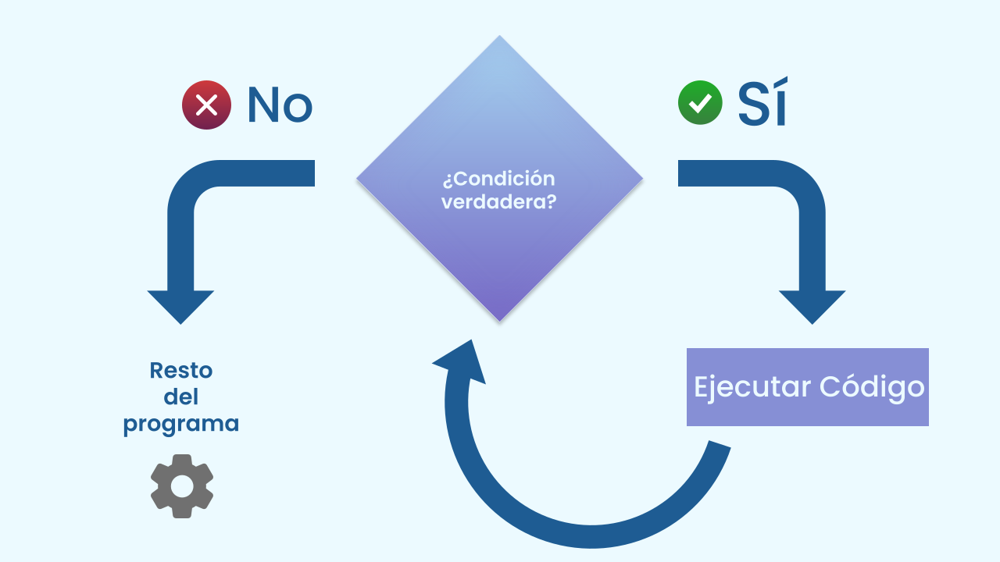 No
Sí
¿Condición
verdadera?
Resto
del
programa
Ejecutar Código